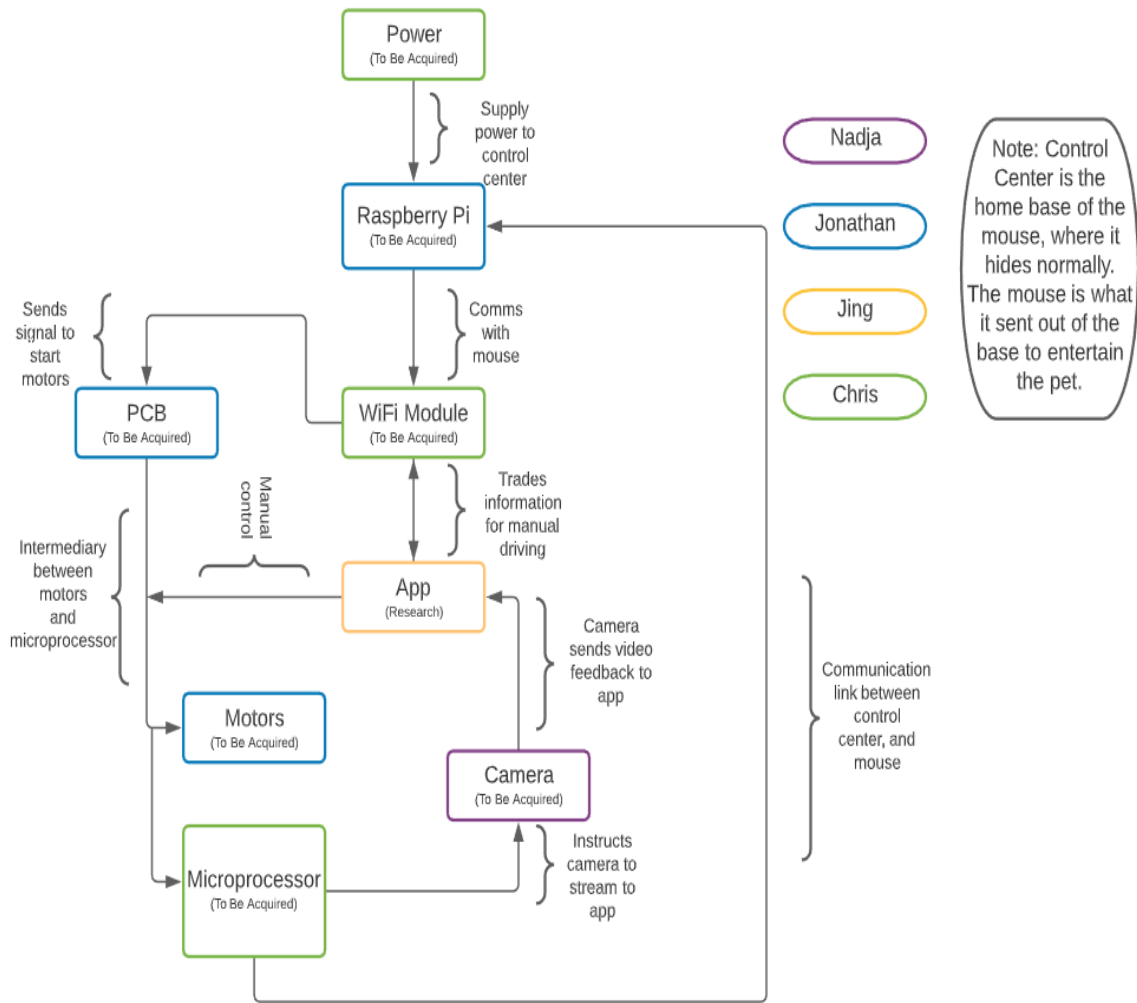 Power
(To Be Acquired)
Supply
power to
control
center
Raspberry Pi
(To Be Acquired)
Nadja
Jonathan
Jing
Chris
Note: Control
Center is the
home base of the
mouse, where it
hides normally.
The mouse is what
it sent out of the
base to entertain
the pet.
Sends
signal to
start
motors
Comms
with
mouse
PCB
(To Be Acquired)
WiFi Module
(To Be Acquired)
Manual
control
Trades
information
for manual
driving
Intermediary
between
motors
and
microprocessor
App
(Research)
Camera
sends video
feedback to
app
Communication
link between
control
center, and
mouse
Motors
(To Be Acquired)
Camera
(To Be Acquired)
Instructs
camera to
stream to
app
Microprocessor
(To Be Acquired)